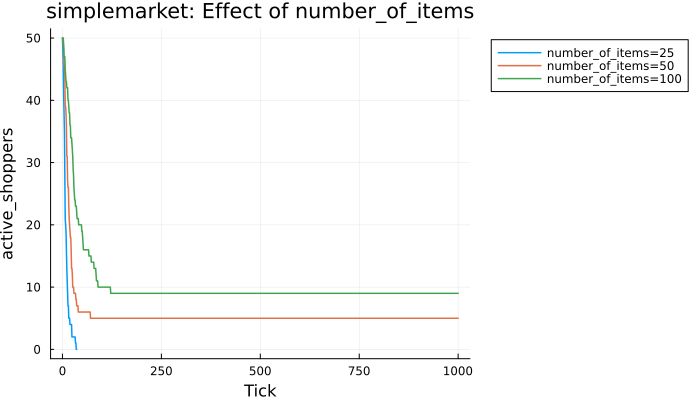 simplemarket: Effect of number_of_items
50
40
30
20
10
0
active_shoppers
0 250 500 750 1000
Tick
number_of_items=25
number_of_items=50
number_of_items=100